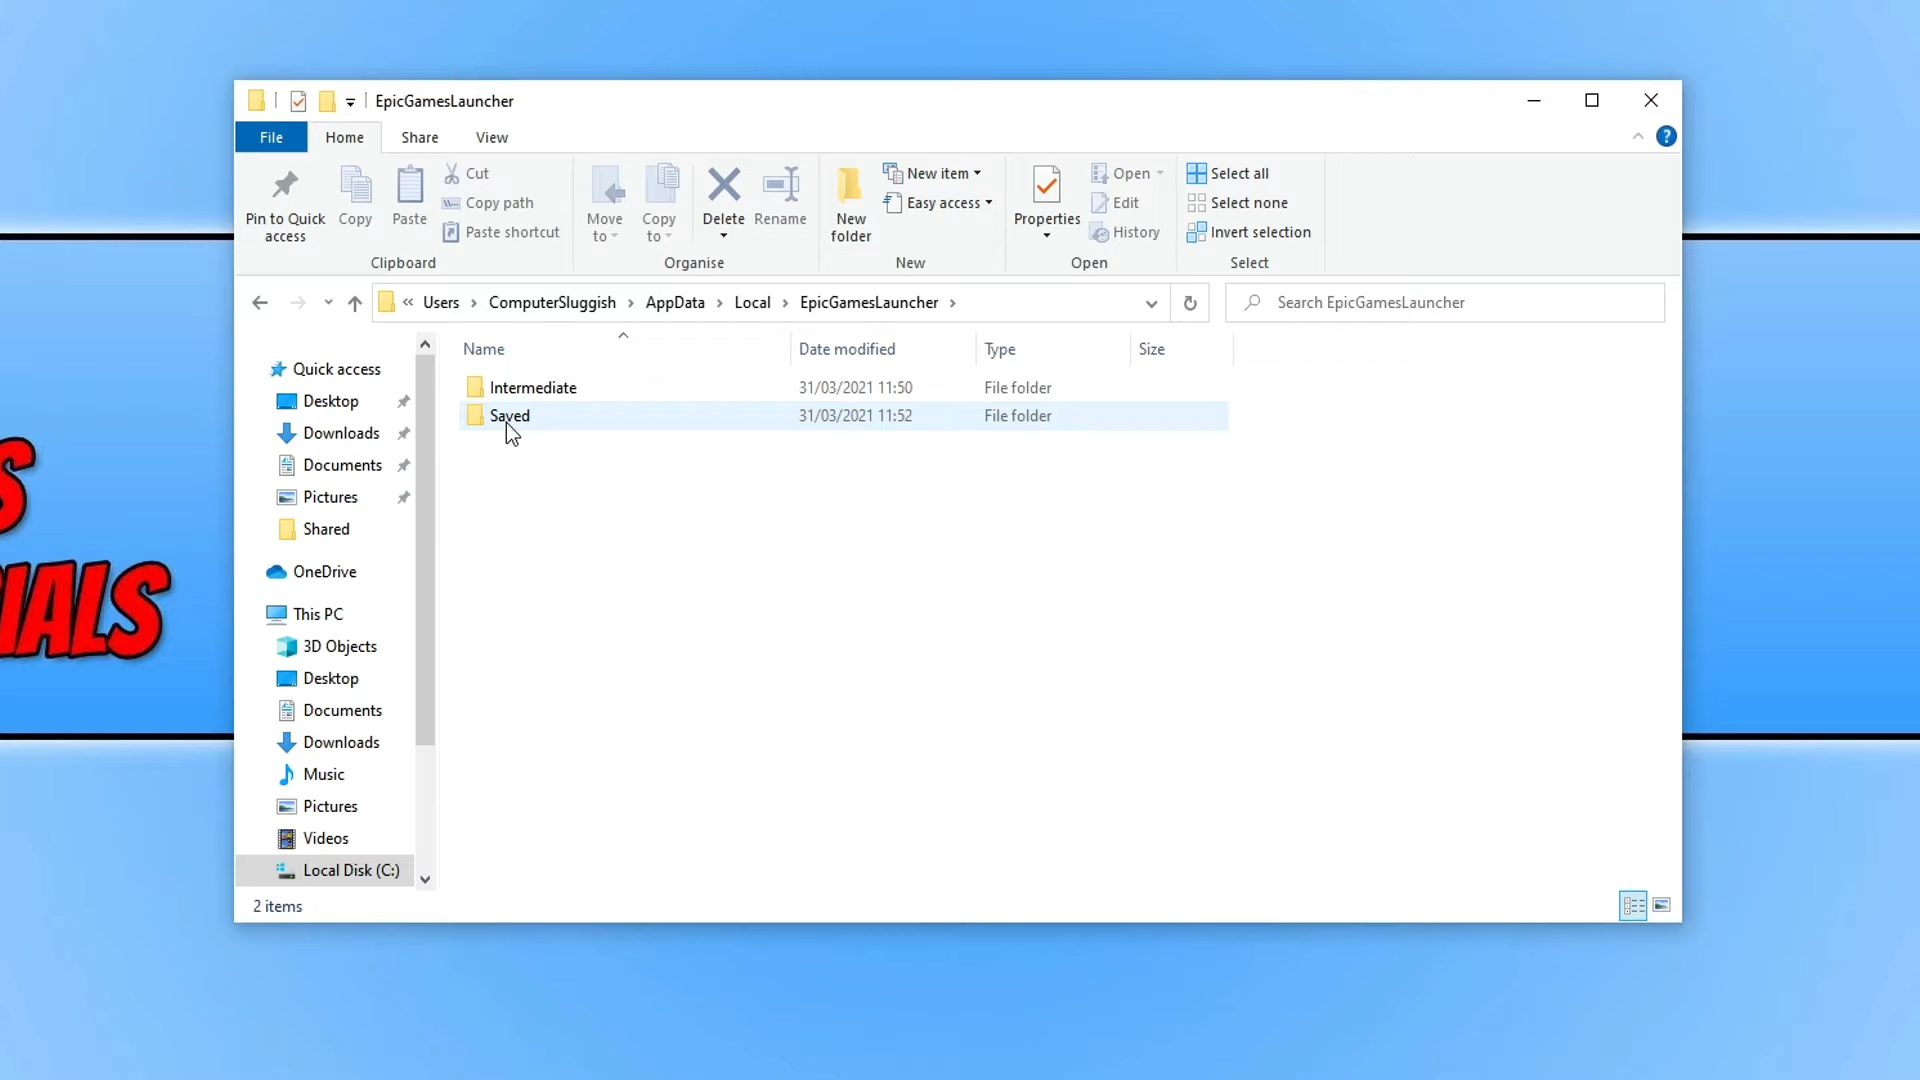 EpicGamesLauncher
File Home Share View
Pin to Quick access
Copy
Paste
Cut
Copy path
Paste shortcut
Clipboard
Move to
Copy to
Delete
Rename
Organise
New folder
New item
Easy access
New
Properties
Open
Edit
History
Open
Select all
Select none
Invert selection
Select
« Users › ComputerSluggish › AppData › Local › EpicGamesLauncher ›
Search EpicGamesLauncher
Name Date modified Type Size
Intermediate 31/03/2021 11:50 File folder
Saved 31/03/2021 11:52 File folder
Quick access
Desktop
Downloads
Documents
Pictures
Shared
OneDrive
This PC
3D Objects
Desktop
Documents
Downloads
Music
Pictures
Videos
Local Disk (C:)
2 items
S
IALS